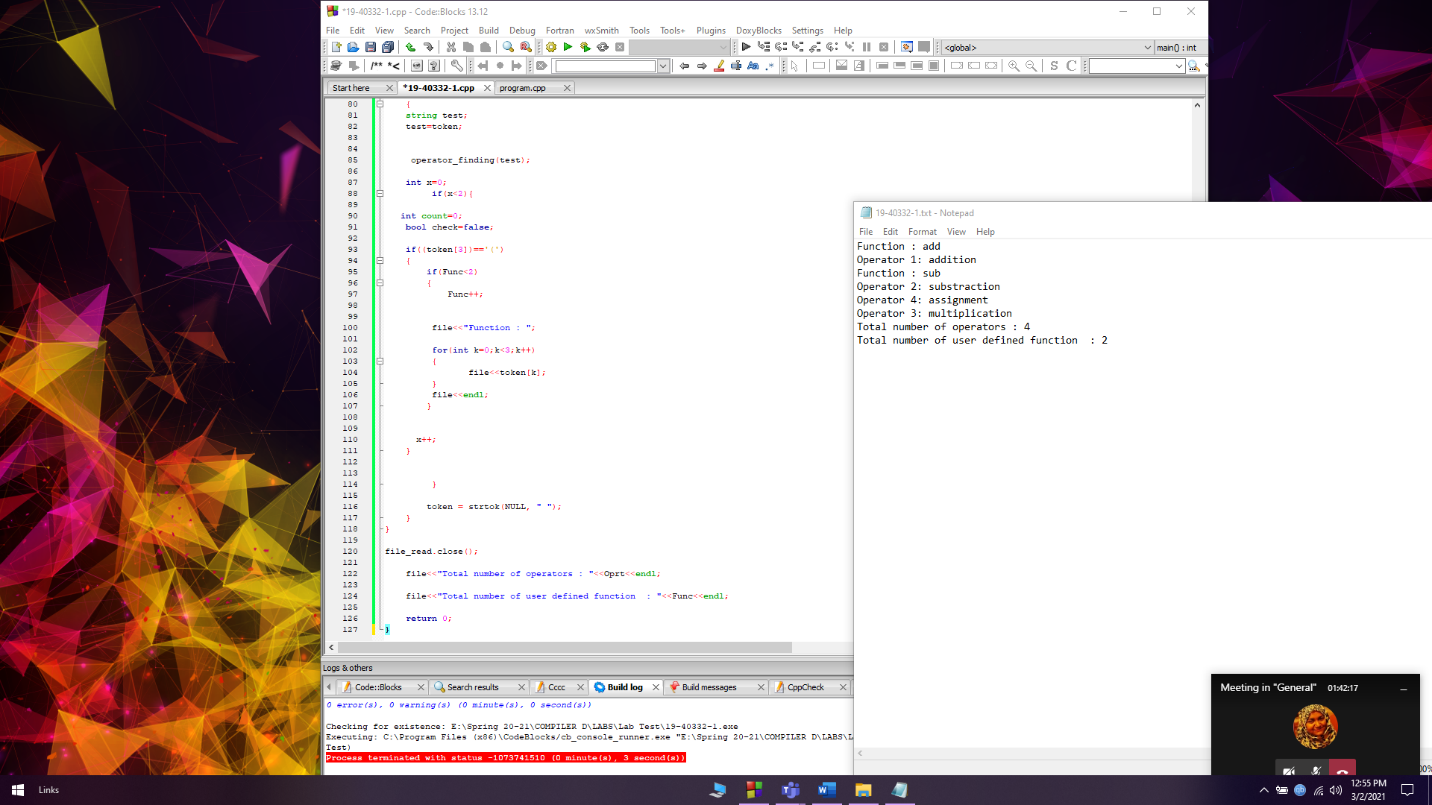 *19-40332-1.cpp - Code::Blocks 13.12
File Edit View Search Project Build Debug Fortran wxSmith Tools Tools+ Plugins DoxyBlocks Settings Help
<global>
main() : int
/** *<
S C
Start here
*19-40332-1.cpp
program.cpp
80 {
81 string test;
82 test=token;
83
84
85 operator_finding(test);
86
87 int x=0;
88 if(x<2){
89
90 int count=0;
91 bool check=false;
92
93 if((token[3])=='(')
94 {
95 if(Func<2)
96 {
97 Func++;
98
99
100 file<<"Function : ";
101
102 for(int k=0;k<3;k++)
103 {
104 file<<token[k];
105 }
106 file<<endl;
107 }
108
109
110 x++;
111 }
112
113
114 }
115
116 token = strtok(NULL, " ");
117 }
118 }
119
120 file_read.close();
121
122 file<<"Total number of operators : "<<Oprt<<endl;
123
124 file<<"Total number of user defined function  : "<<Func<<endl;
125
126 return 0;
127 }
19-40332-1.txt - Notepad
File Edit Format View Help
Function : add
Operator 1: addition
Function : sub
Operator 2: substraction
Operator 4: assignment
Operator 3: multiplication
Total number of operators : 4
Total number of user defined function  : 2
Logs & others
Code::Blocks
Search results
Cccc
Build log
Build messages
CppCheck
0 error(s), 0 warning(s) (0 minute(s), 0 second(s))
Checking for existence: E:\Spring 20-21\COMPILER D\LABS\Lab Test\19-40332-1.exe
Executing: C:\Program Files (x86)\CodeBlocks/cb_console_runner.exe "E:\Spring 20-21\COMPILER D\LABS\L
Test)
Process terminated with status -1073741510 (0 minute(s), 3 second(s))
Meeting in "General" 01:42:17
00%
Links
12:55 PM
3/2/2021